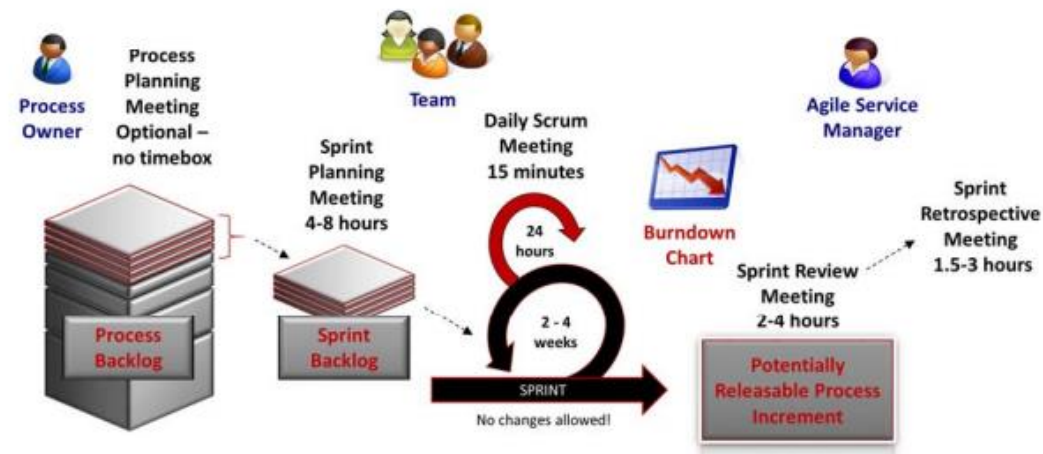 Process
Owner
Process
Planning
Meeting
Optional –
no timebox
Team
Agile Service
Manager
Sprint
Planning
Meeting
4-8 hours
Daily Scrum
Meeting
15 minutes
24
hours
2 - 4
weeks
Burndown
Chart
Sprint
Retrospective
Meeting
1.5-3 hours
Sprint Review
Meeting
2-4 hours
Process
Backlog
Sprint
Backlog
SPRINT
No changes allowed!
Potentially
Releasable Process
Increment